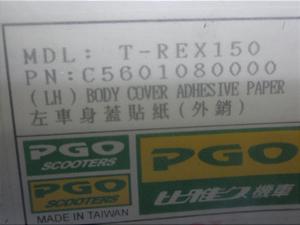 MDL: T-REX150
PN:C5601080000
(LH) BODY COVER ADHESIVE PAPER
左車身蓋貼紙(外銷)
PGO
SCOOTERS
PGO
SCOOTERS
MADE IN TAIWAN
PGO
比雅久機車